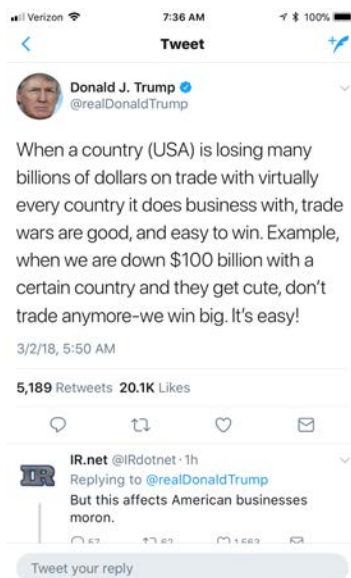 Verizon 7:36 AM 100%
Tweet
Donald J. Trump
@realDonaldTrump
When a country (USA) is losing many
billions of dollars on trade with virtually
every country it does business with, trade
wars are good, and easy to win. Example,
when we are down $100 billion with a
certain country and they get cute, don't
trade anymore-we win big. It's easy!
3/2/18, 5:50 AM
5,189 Retweets 20.1K Likes
IR
IR.net @IRdotnet · 1h
Replying to @realDonaldTrump
But this affects American businesses
moron.
Tweet your reply